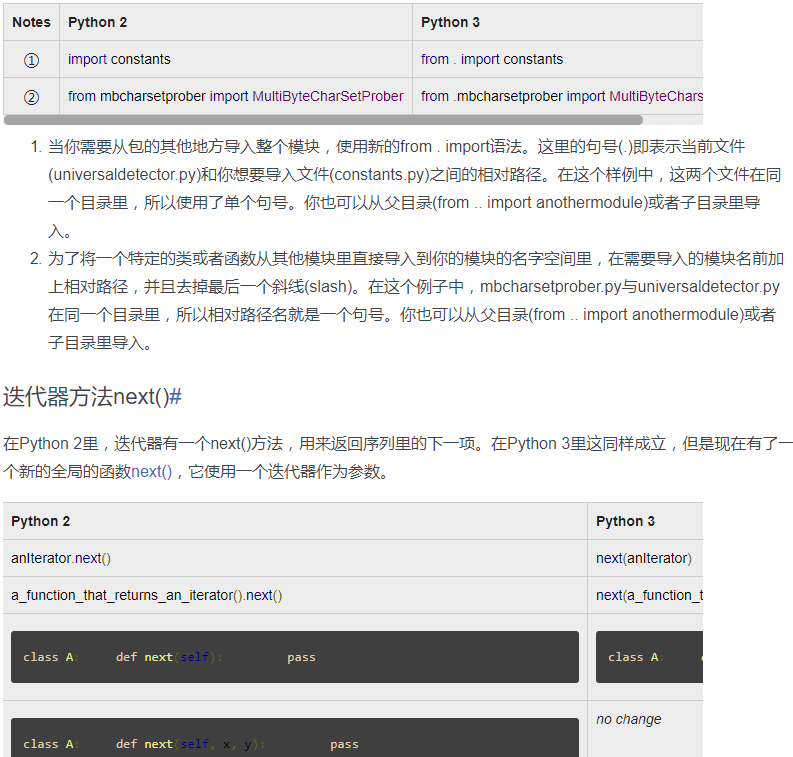 Notes Python 2 Python 3
① import constants from . import constants
② from mbcharsetprober import MultiByteCharSetProber from .mbcharsetprober import MultiByteChars
1. 当你需要从包的其他地方导入整个模块，使用新的from . import语法。这里的句号(.)即表示当前文件
(universaldetector.py)和你想要导入文件(constants.py)之间的相对路径。在这个样例中，这两个文件在同
一个目录里，所以使用了单个句号。你也可以从父目录(from .. import anothermodule)或者子目录里导
入。
2. 为了将一个特定的类或者函数从其他模块里直接导入到你的模块的名字空间里，在需要导入的模块名前加
上相对路径，并且去掉最后一个斜线(slash)。在这个例子中，mbcharsetprober.py与universaldetector.py
在同一个目录里，所以相对路径名就是一个句号。你也可以从父目录(from .. import anothermodule)或者
子目录里导入。
迭代器方法next()#
在Python 2里，迭代器有一个next()方法，用来返回序列里的下一项。在Python 3里这同样成立，但是现在有了一
个新的全局的函数next()，它使用一个迭代器作为参数。
Python 2 Python 3
anIterator.next() next(anIterator)
a_function_that_returns_an_iterator().next() next(a_function_t
class A: def next(self): pass class A:
class A: def next(self, x, y): pass no change